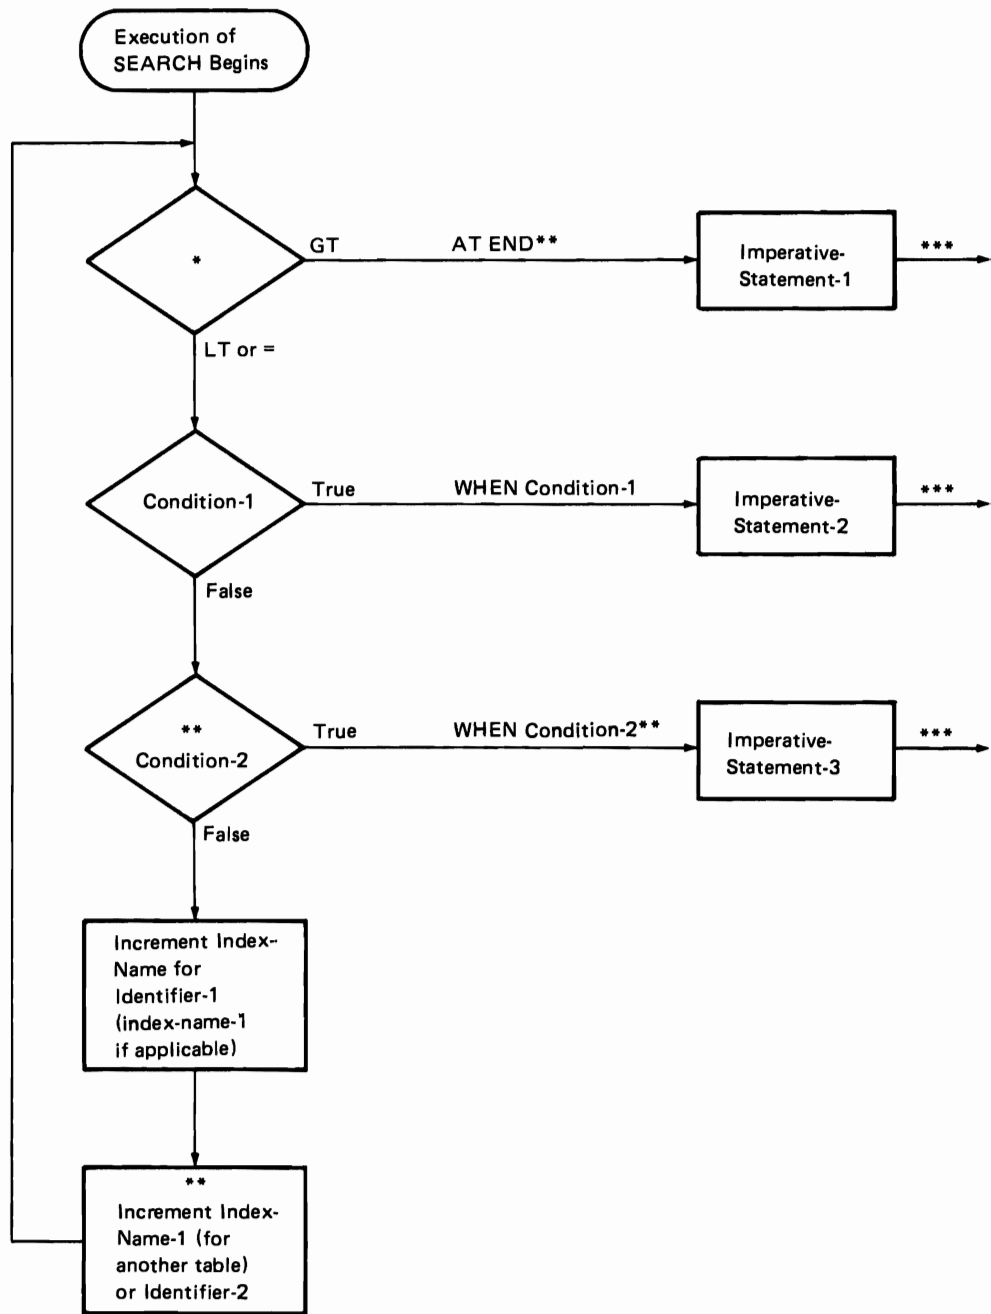 Execution of
SEARCH Begins
*
GT
AT END**
Imperative-
Statement-1
***
LT or =
Condition-1
True
WHEN Condition-1
Imperative-
Statement-2
***
False
**
Condition-2
True
WHEN Condition-2**
Imperative-
Statement-3
***
False
Increment Index-
Name for
Identifier-1
(index-name-1
if applicable)
**
Increment Index-
Name-1 (for
another table)
or Identifier-2